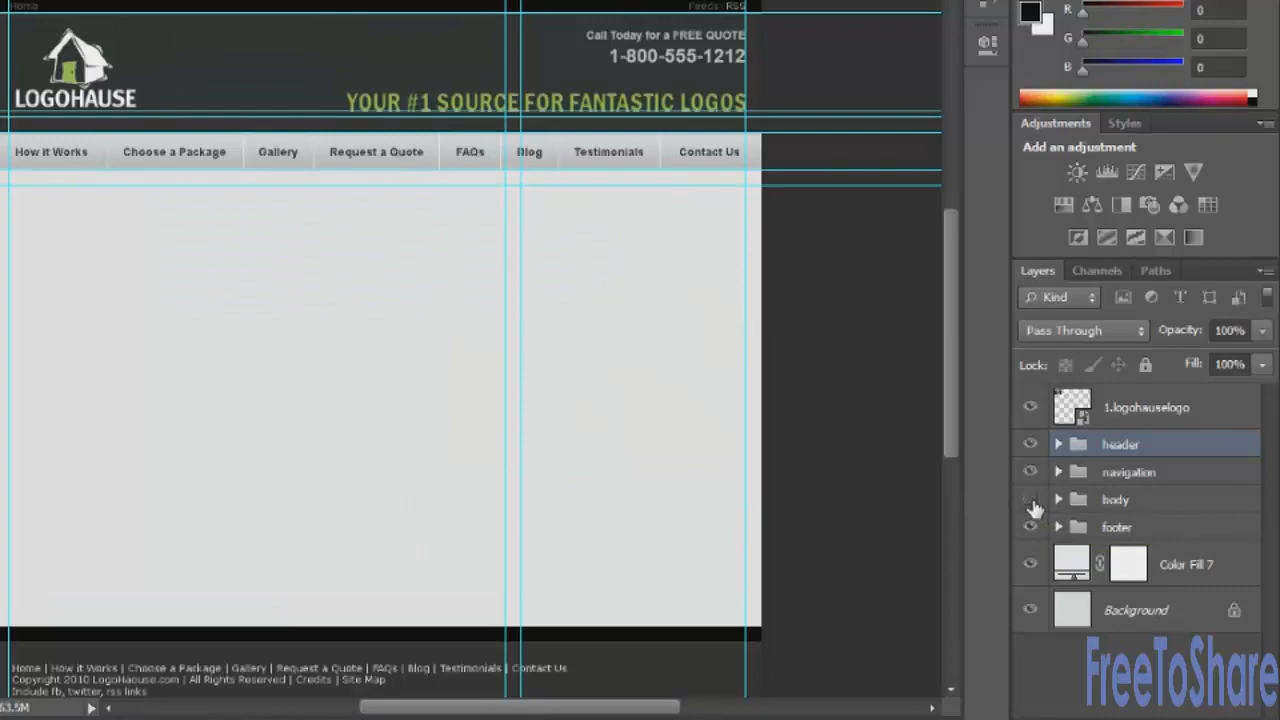 Home
Feeds: RSS
R 0
G 0
B 0
Call Today for a FREE QUOTE
1-800-555-1212
LOGOHAUSE
YOUR #1 SOURCE FOR FANTASTIC LOGOS
How it Works Choose a Package Gallery Request a Quote FAQs Blog Testimonials Contact Us
Adjustments Styles
Add an adjustment
Layers Channels Paths
Kind
Pass Through Opacity: 100%
Lock: Fill: 100%
1.logohauselogo
header
navigation
body
footer
Color Fill 7
Background
Home | How it Works | Choose a Package | Gallery | Request a Quote | FAQs | Blog | Testimonials | Contact Us
Copyright 2010 LogoHaouse.com | All Rights Reserved | Credits | Site Map
Include fb, twitter, rss links
63.5M
FreeToShare